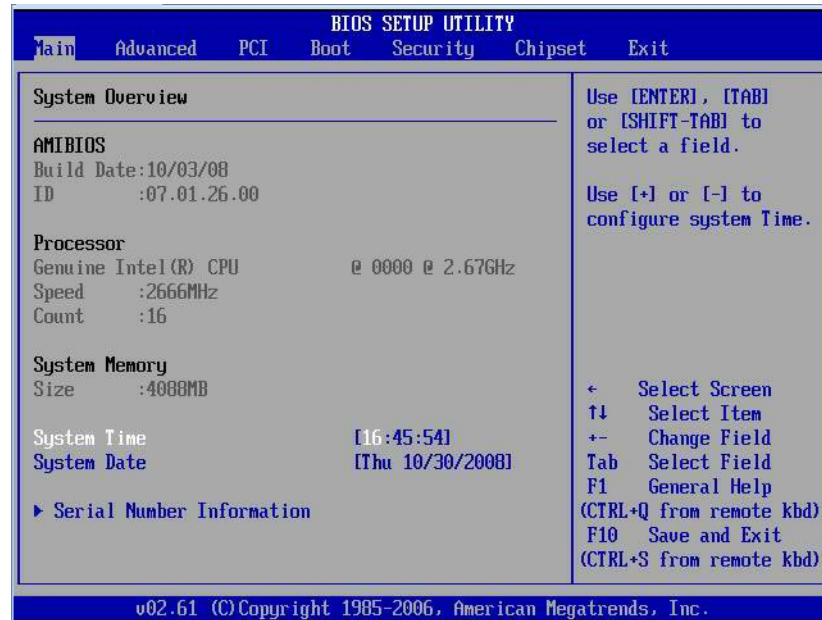 BIOS SETUP UTILITY
Main Advanced PCI Boot Security Chipset Exit
System Overview
AMIBIOS
Build Date:10/03/08
ID :07.01.26.00
Processor
Genuine Intel(R) CPU @ 0000 @ 2.67GHz
Speed :2666MHz
Count :16
System Memory
Size :4088MB
System Time [16:45:54]
System Date [Thu 10/30/2008]
▶ Serial Number Information
Use [ENTER], [TAB]
or [SHIFT-TAB] to
select a field.
Use [+] or [-] to
configure system Time.
← Select Screen
↑↓ Select Item
+- Change Field
Tab Select Field
F1 General Help
(CTRL+Q from remote kbd)
F10 Save and Exit
(CTRL+S from remote kbd)
v02.61 (C)Copyright 1985-2006, American Megatrends, Inc.